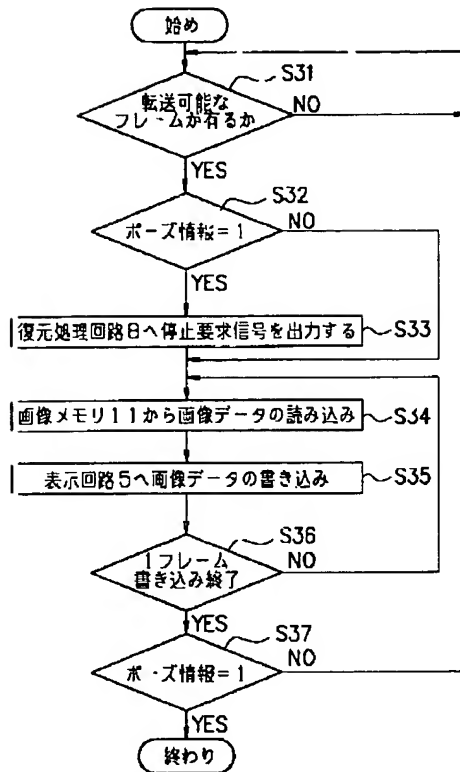 始め
S31
転送可能な
フレームが有るか
NO
YES
S32
ポーズ情報=1
NO
YES
復元処理回路8へ停止要求信号を出力する
S33
画像メモリ11から画像データの読み込み
S34
表示回路5へ画像データの書き込み
S35
S36
1フレーム
書き込み終了
NO
YES
S37
ポーズ情報=1
NO
YES
終わり